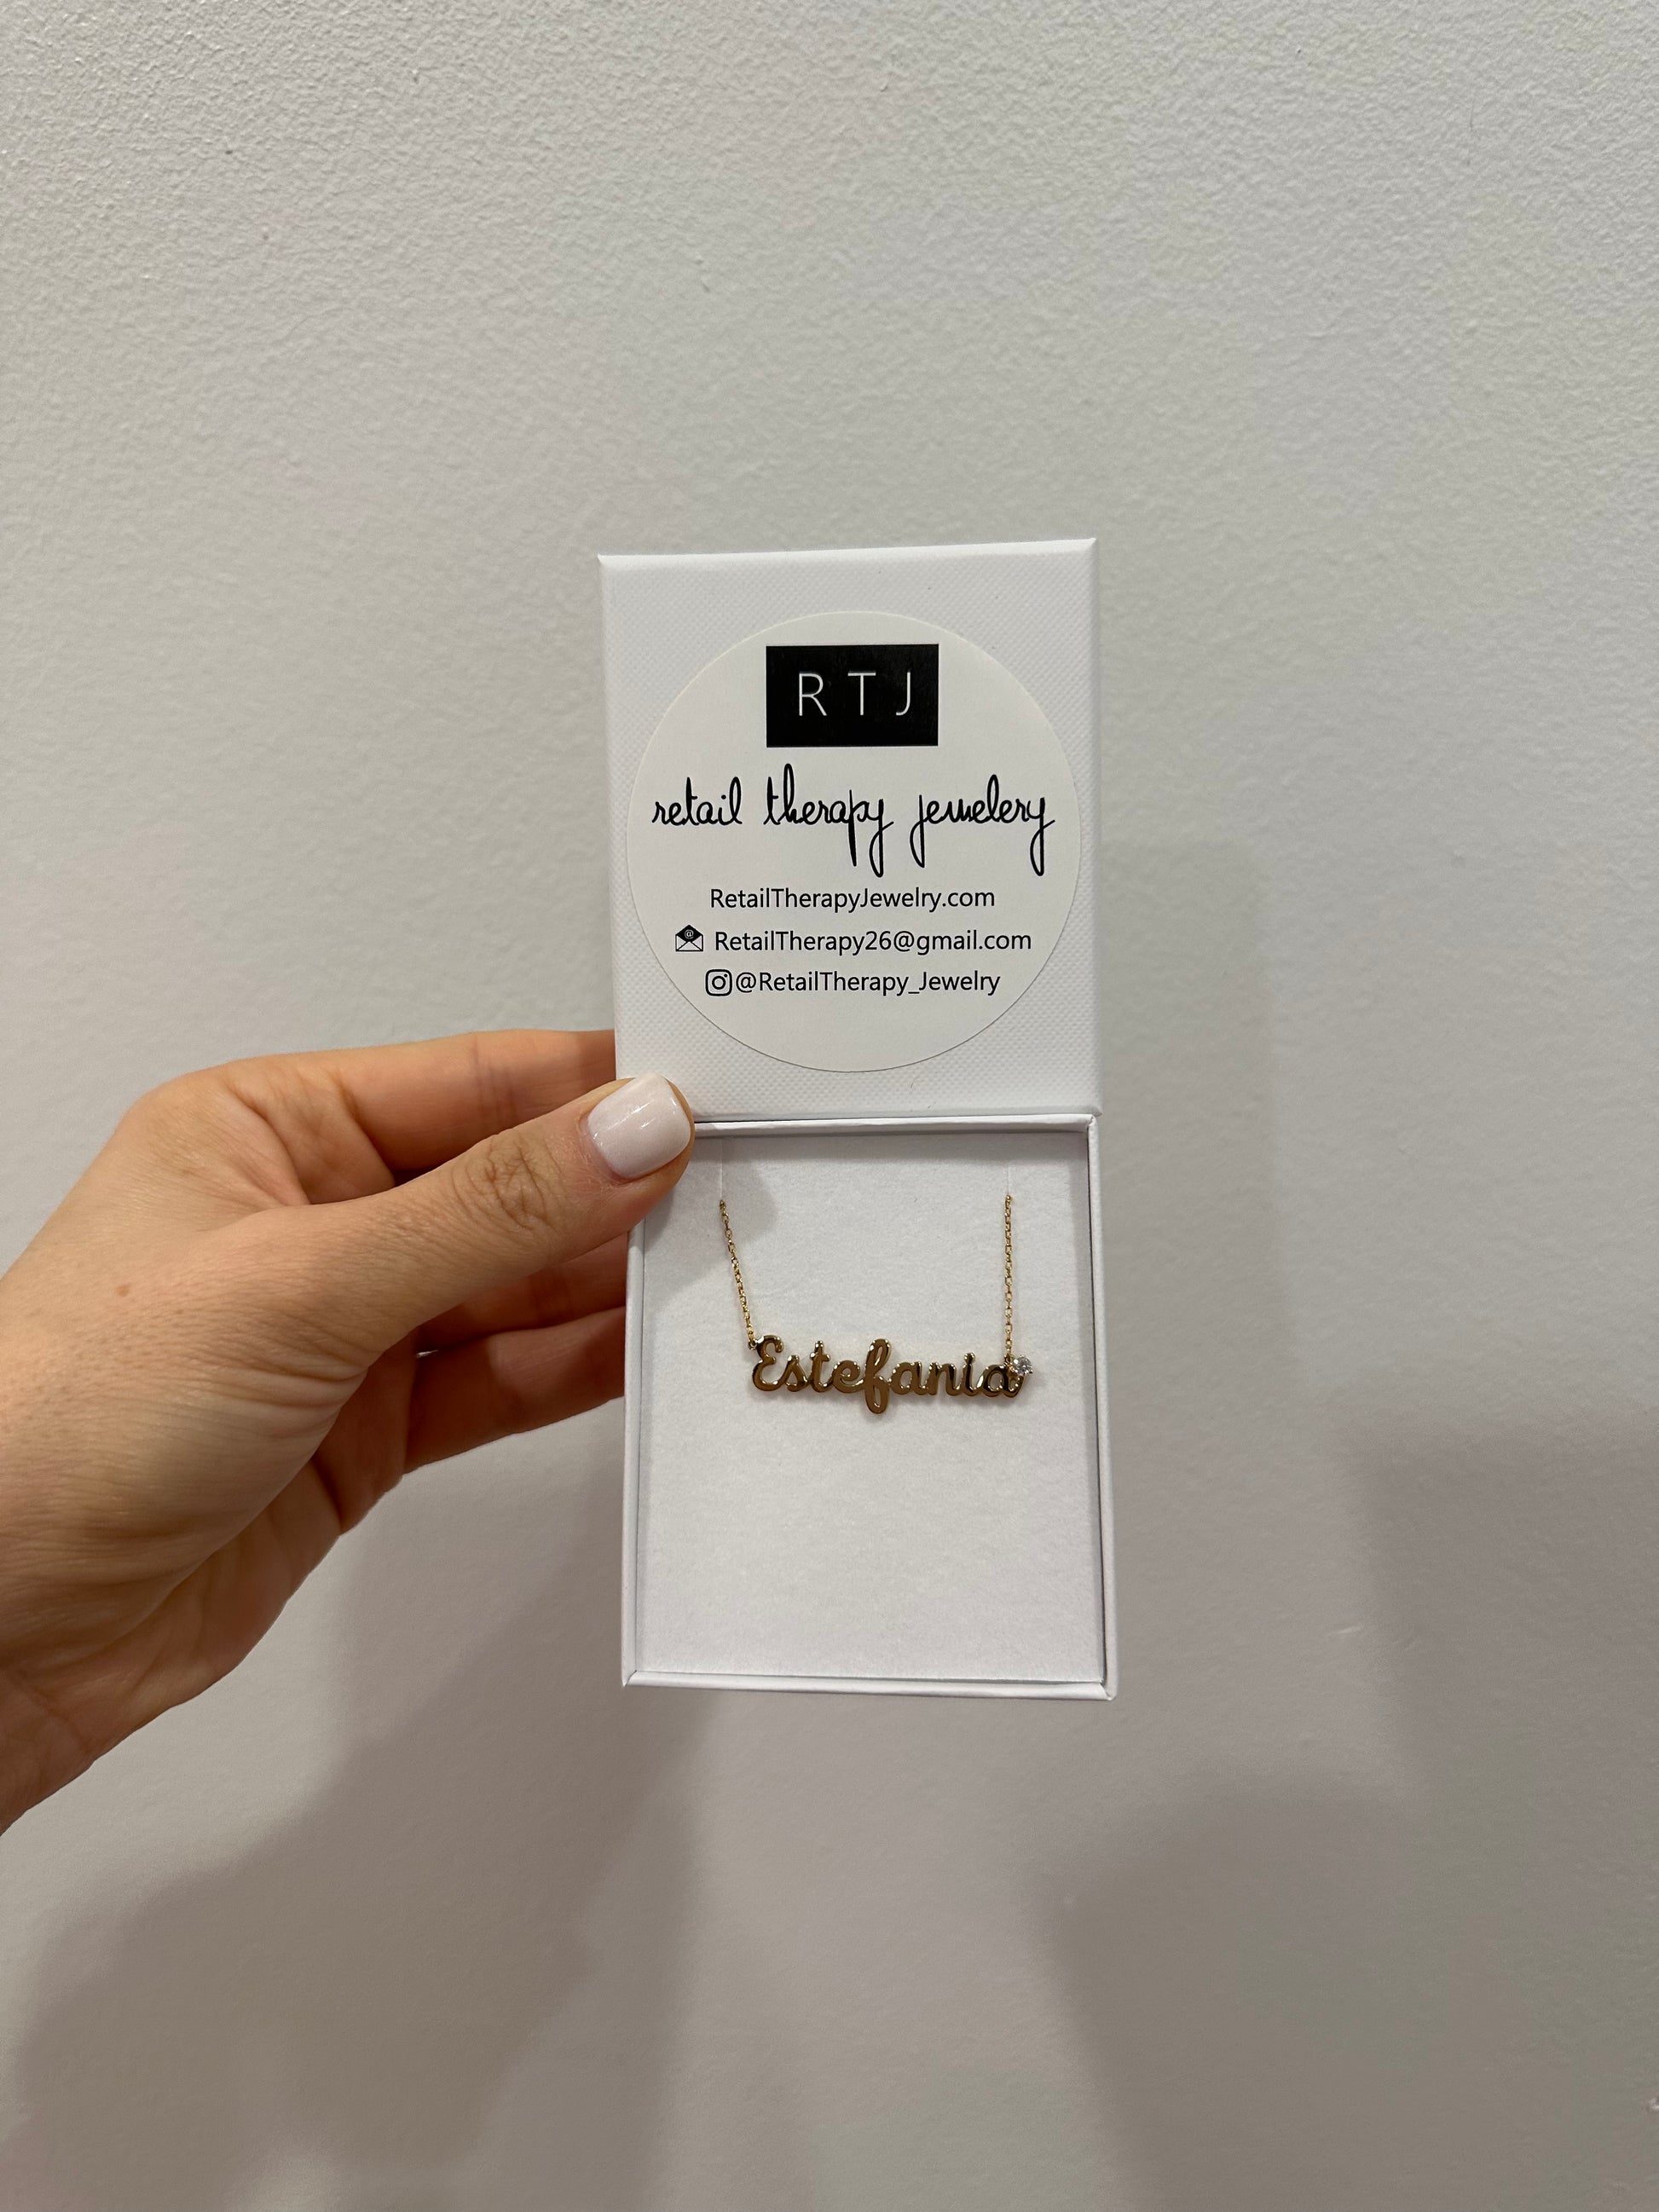 RTJ
retail therapy jewelery
RetailTherapyJewelry.com
RetailTherapy26@gmail.com
@RetailTherapy_Jewelry
Estefania